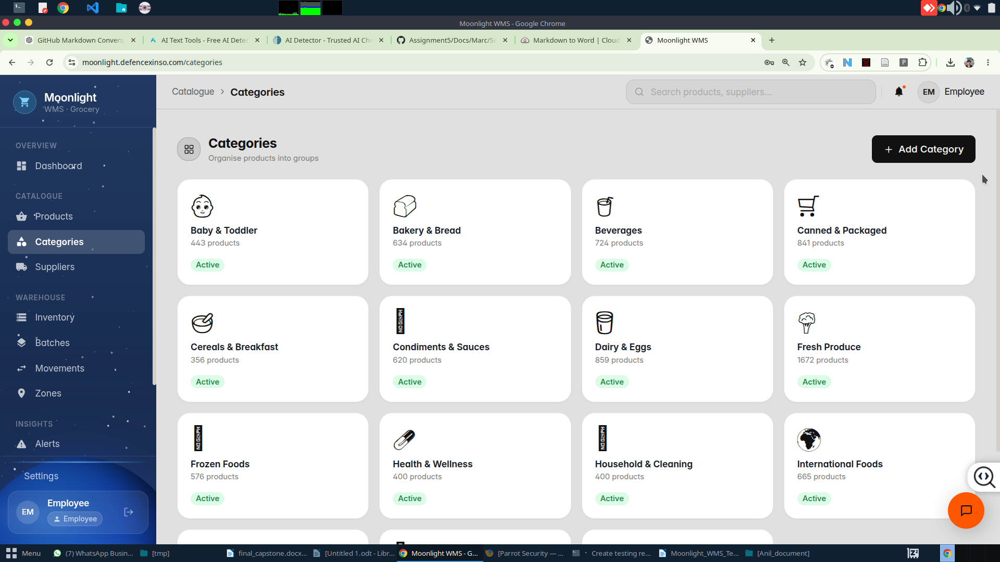 Moonlight WMS - Google Chrome
GitHub Markdown Convers
AI Text Tools - Free AI Detec
AI Detector - Trusted AI Che
Assignment5/Docs/Marc/Se
Markdown to Word | Cloud
Moonlight WMS
moonlight.defencexinso.com/categories
Moonlight
WMS · Grocery
Catalogue > Categories
Search products, suppliers...
EM
Employee
OVERVIEW
Dashboard
CATALOGUE
Products
Categories
Suppliers
WAREHOUSE
Inventory
Batches
Movements
Zones
INSIGHTS
Alerts
Settings
EM
Employee
Employee
Categories
Organise products into groups
+ Add Category
Baby & Toddler
443 products
Active
Bakery & Bread
634 products
Active
Beverages
724 products
Active
Canned & Packaged
841 products
Active
Cereals & Breakfast
356 products
Active
NO GLYPH
Condiments & Sauces
620 products
Active
Dairy & Eggs
859 products
Active
Fresh Produce
1672 products
Active
NO GLYPH
Frozen Foods
576 products
Active
Health & Wellness
400 products
Active
NO GLYPH
Household & Cleaning
400 products
Active
International Foods
665 products
Active
Menu
(7) WhatsApp Busin...
[tmp]
final_capstone.docx...
[Untitled 1.odt - Libr...
Moonlight WMS - G...
[Parrot Security — ...
Create testing re...
Moonlight_WMS_Te...
[Anil_document]